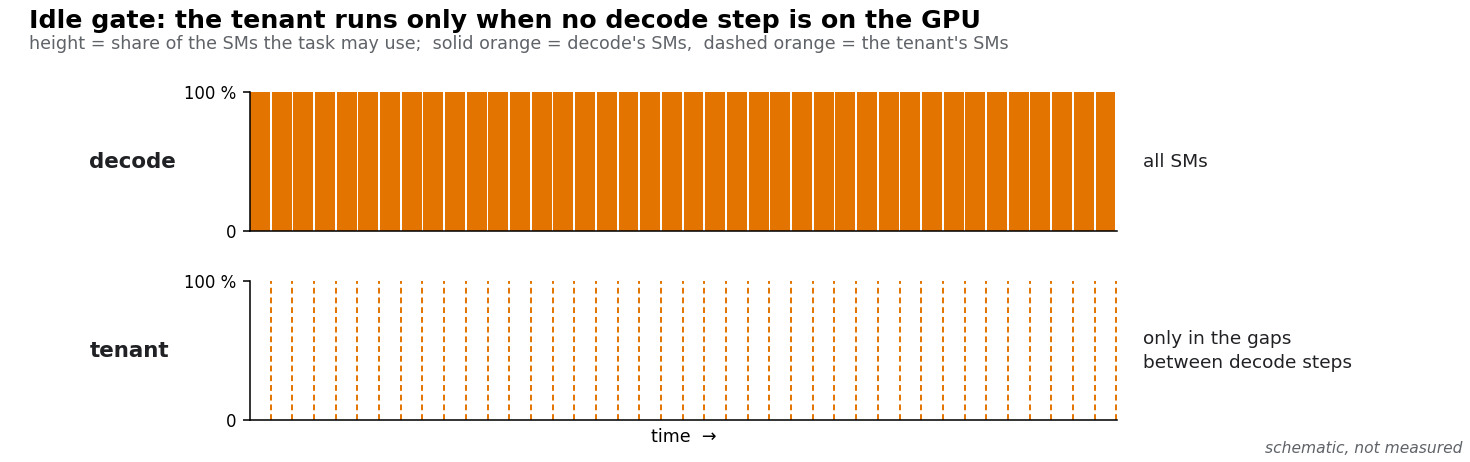 Idle gate: the tenant runs only when no decode step is on the GPU
height = share of the SMs the task may use;  solid orange = decode's SMs,  dashed orange = the tenant's SMs
100 %
decode
all SMs
0
100 %
only in the gaps
tenant
between decode steps
0
time →
schematic, not measured